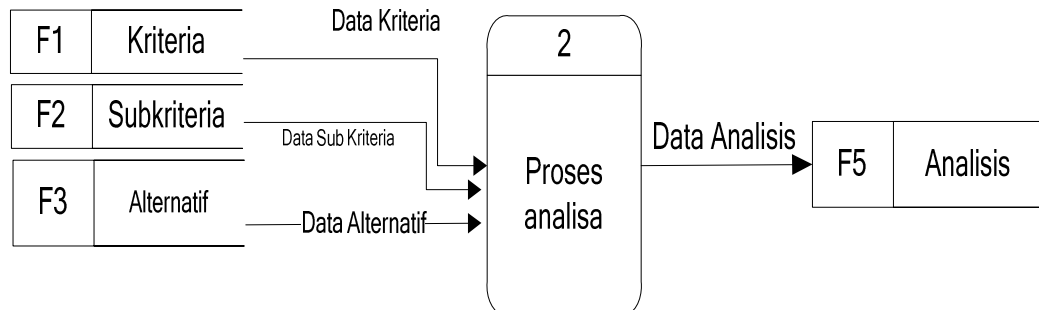 F1 Kriteria
Data Kriteria
F2 Subkriteria
Data Sub Kriteria
F3 Alternatif
Data Alternatif
2
Proses
analisa
Data Analisis
F5 Analisis